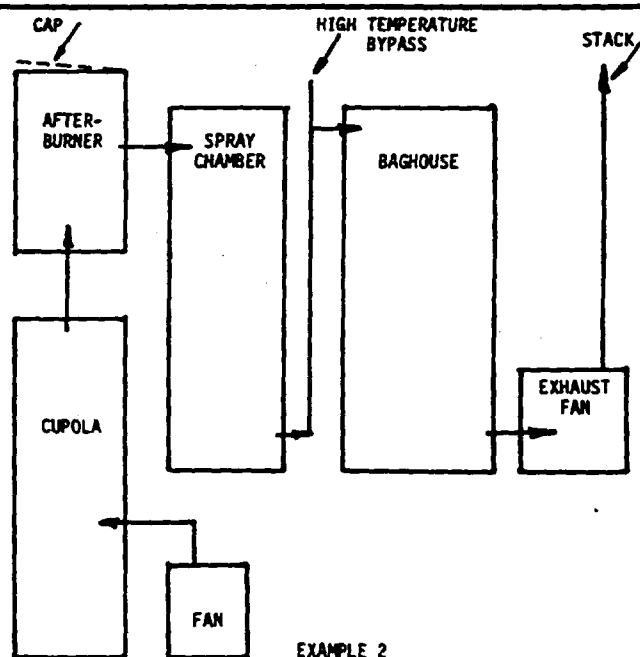 CAP
HIGH TEMPERATURE
BYPASS
STACK
AFTER-
BURNER
SPRAY
CHAMBER
BAGHOUSE
EXHAUST
FAN
CUPOLA
FAN
EXAMPLE 2